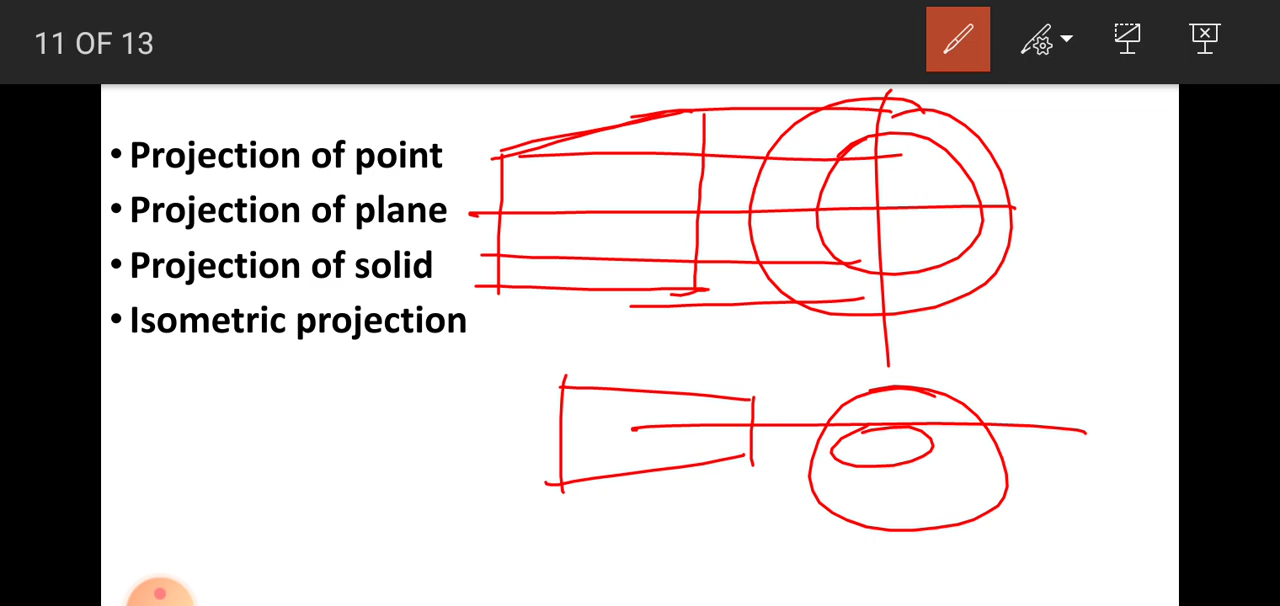 11 OF 13
• Projection of point
• Projection of plane
• Projection of solid
• Isometric projection